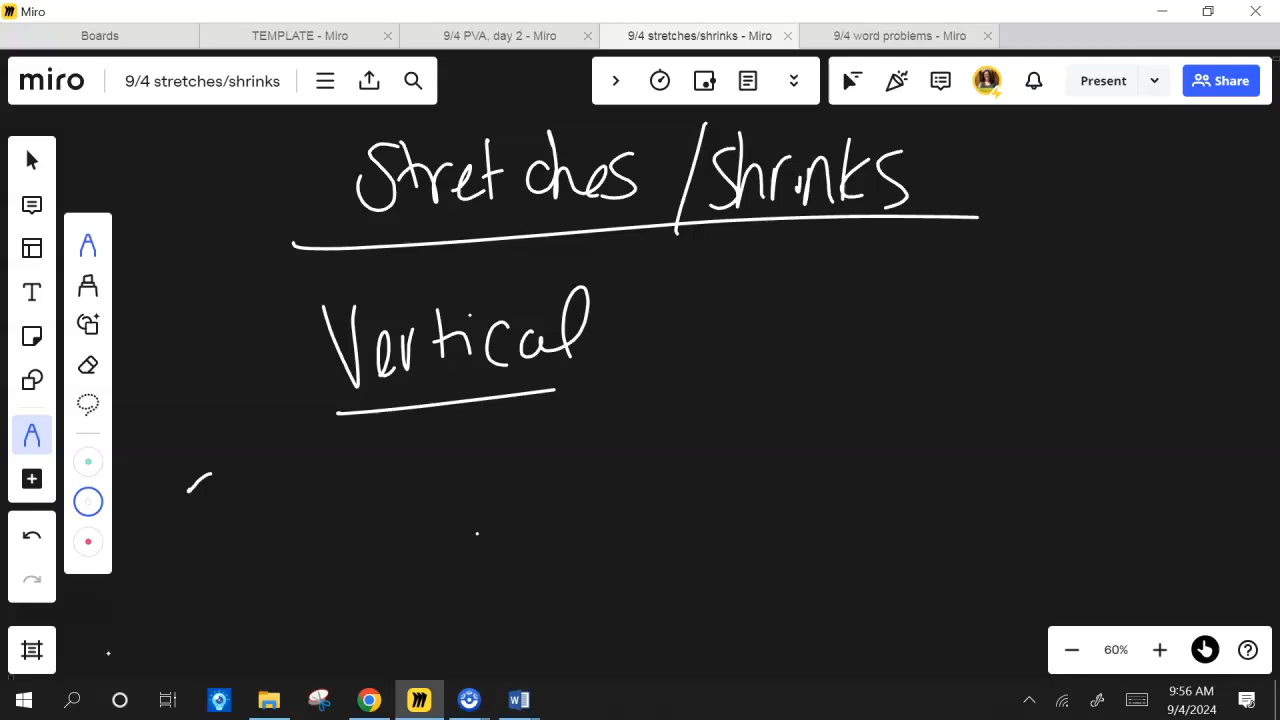 Miro
Boards
TEMPLATE - Miro
9/4 PVA, day 2 - Miro
9/4 stretches/shrinks - Miro
9/4 word problems - Miro
miro
9/4 stretches/shrinks
Present
Share
Stretches /shrinks
Vertical
60%
9:56 AM
9/4/2024